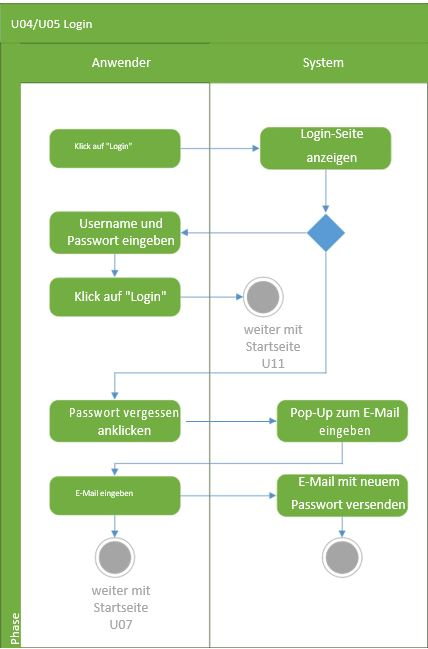 U04/U05 Login
Anwender
System
Klick auf "Login"
Login-Seite
anzeigen
Username und
Passwort eingeben
Klick auf "Login"
weiter mit
Startseite
U11
Passwort vergessen
anklicken
Pop-Up zum E-Mail
eingeben
E-Mail eingeben
E-Mail mit neuem
Passwort versenden
weiter mit
Startseite
U07
Phase